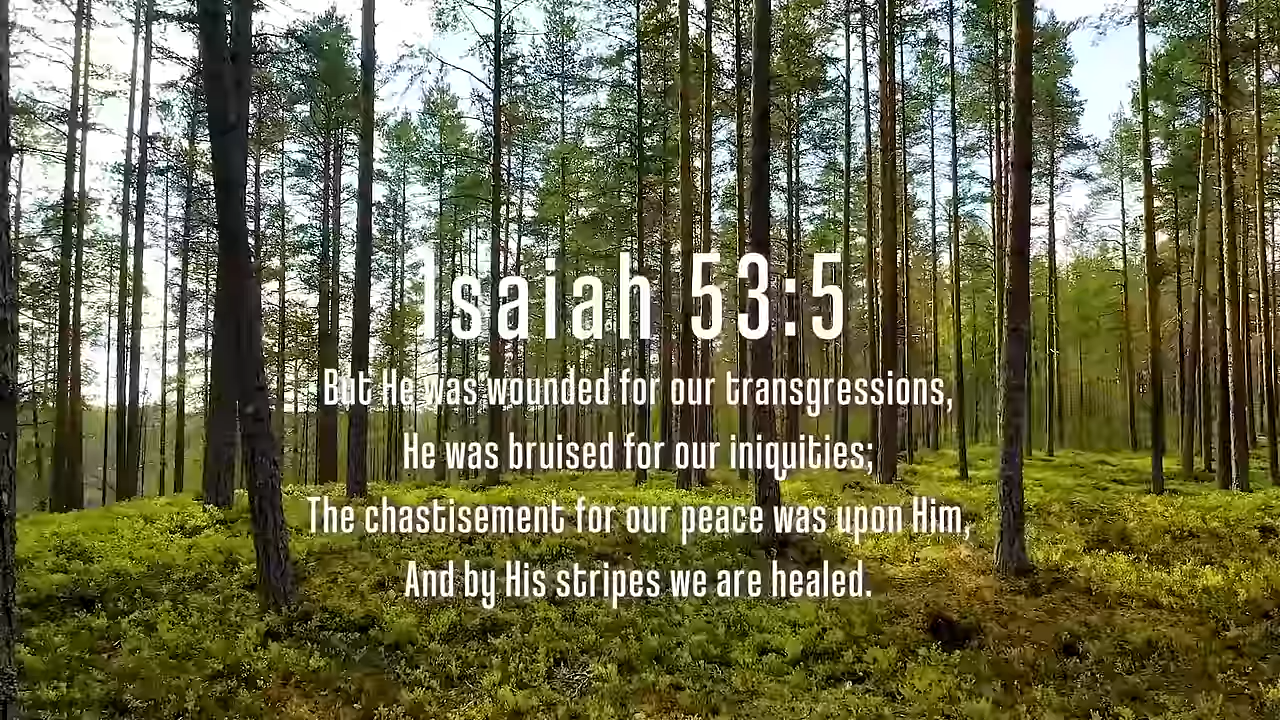 Isaiah 53:5
But He was wounded for our transgressions,
He was bruised for our iniquities;
The chastisement for our peace was upon Him,
And by His stripes we are healed.